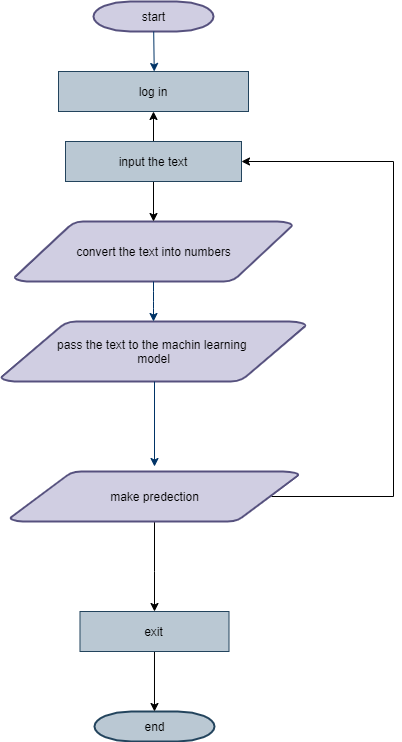 start
log in
input the text
convert the text into numbers
pass the text to the machin learning
model
make predection
exit
end